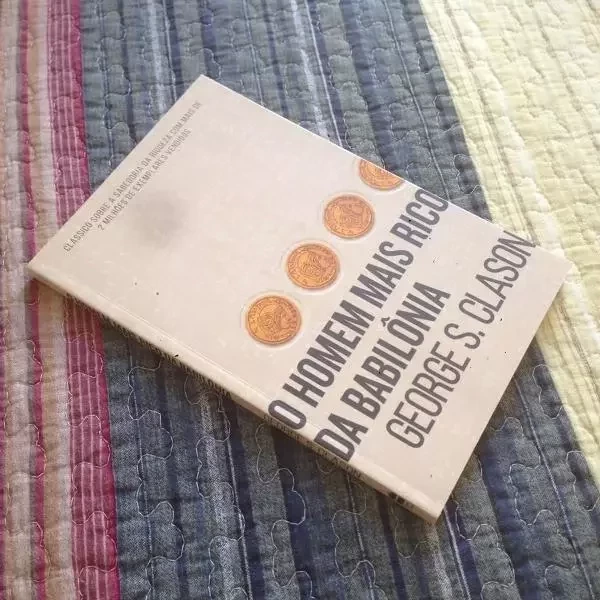 CLÁSSICO SOBRE A SABEDORIA DA RIQUEZA COM MAIS DE
2 MILHÕES DE EXEMPLARES VENDIDOS
O HOMEM MAIS RICO
DA BABILÔNIA
GEORGE S. CLASON